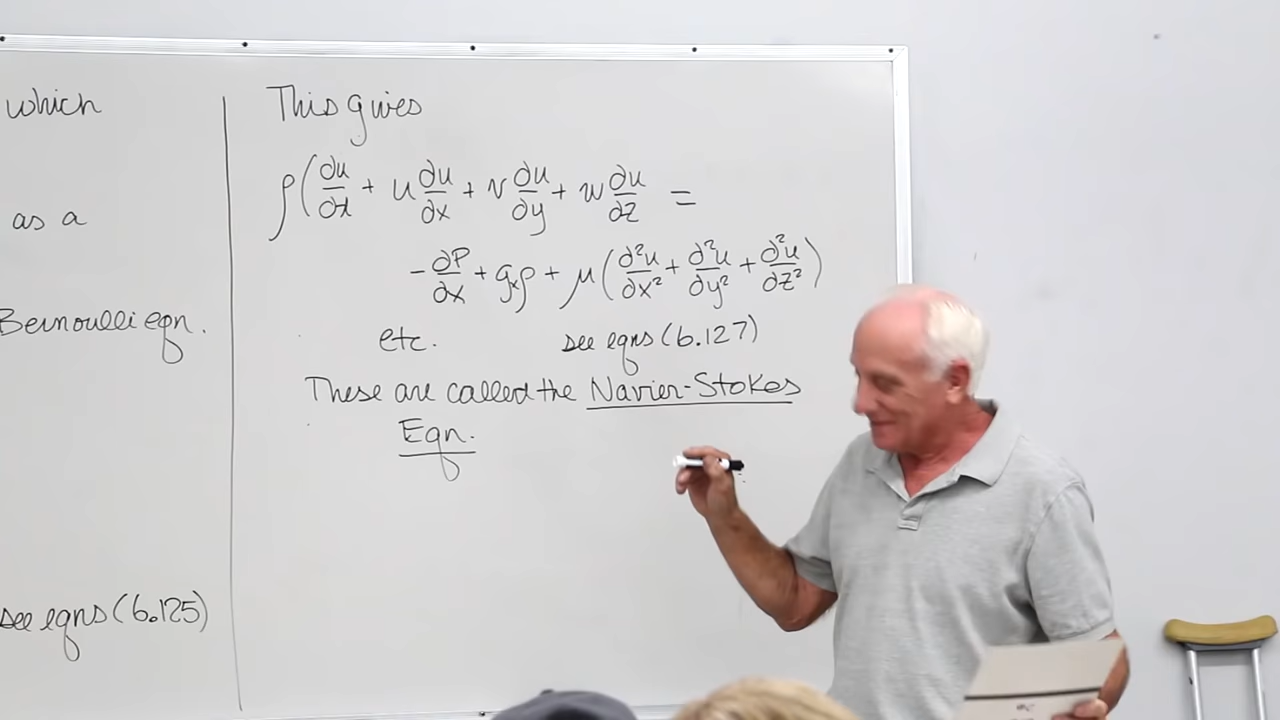 which
as a
Bernoulli eqn.
see eqns (6.125)
This gives
ρ(∂u/∂t + u ∂u/∂x + v ∂u/∂y + w ∂u/∂z =
-∂P/∂x + gₓρ + μ(∂²u/∂x² + ∂²u/∂y² + ∂²u/∂z²)
etc. see eqns (6.127)
These are called the Navier-Stokes
Eqn.